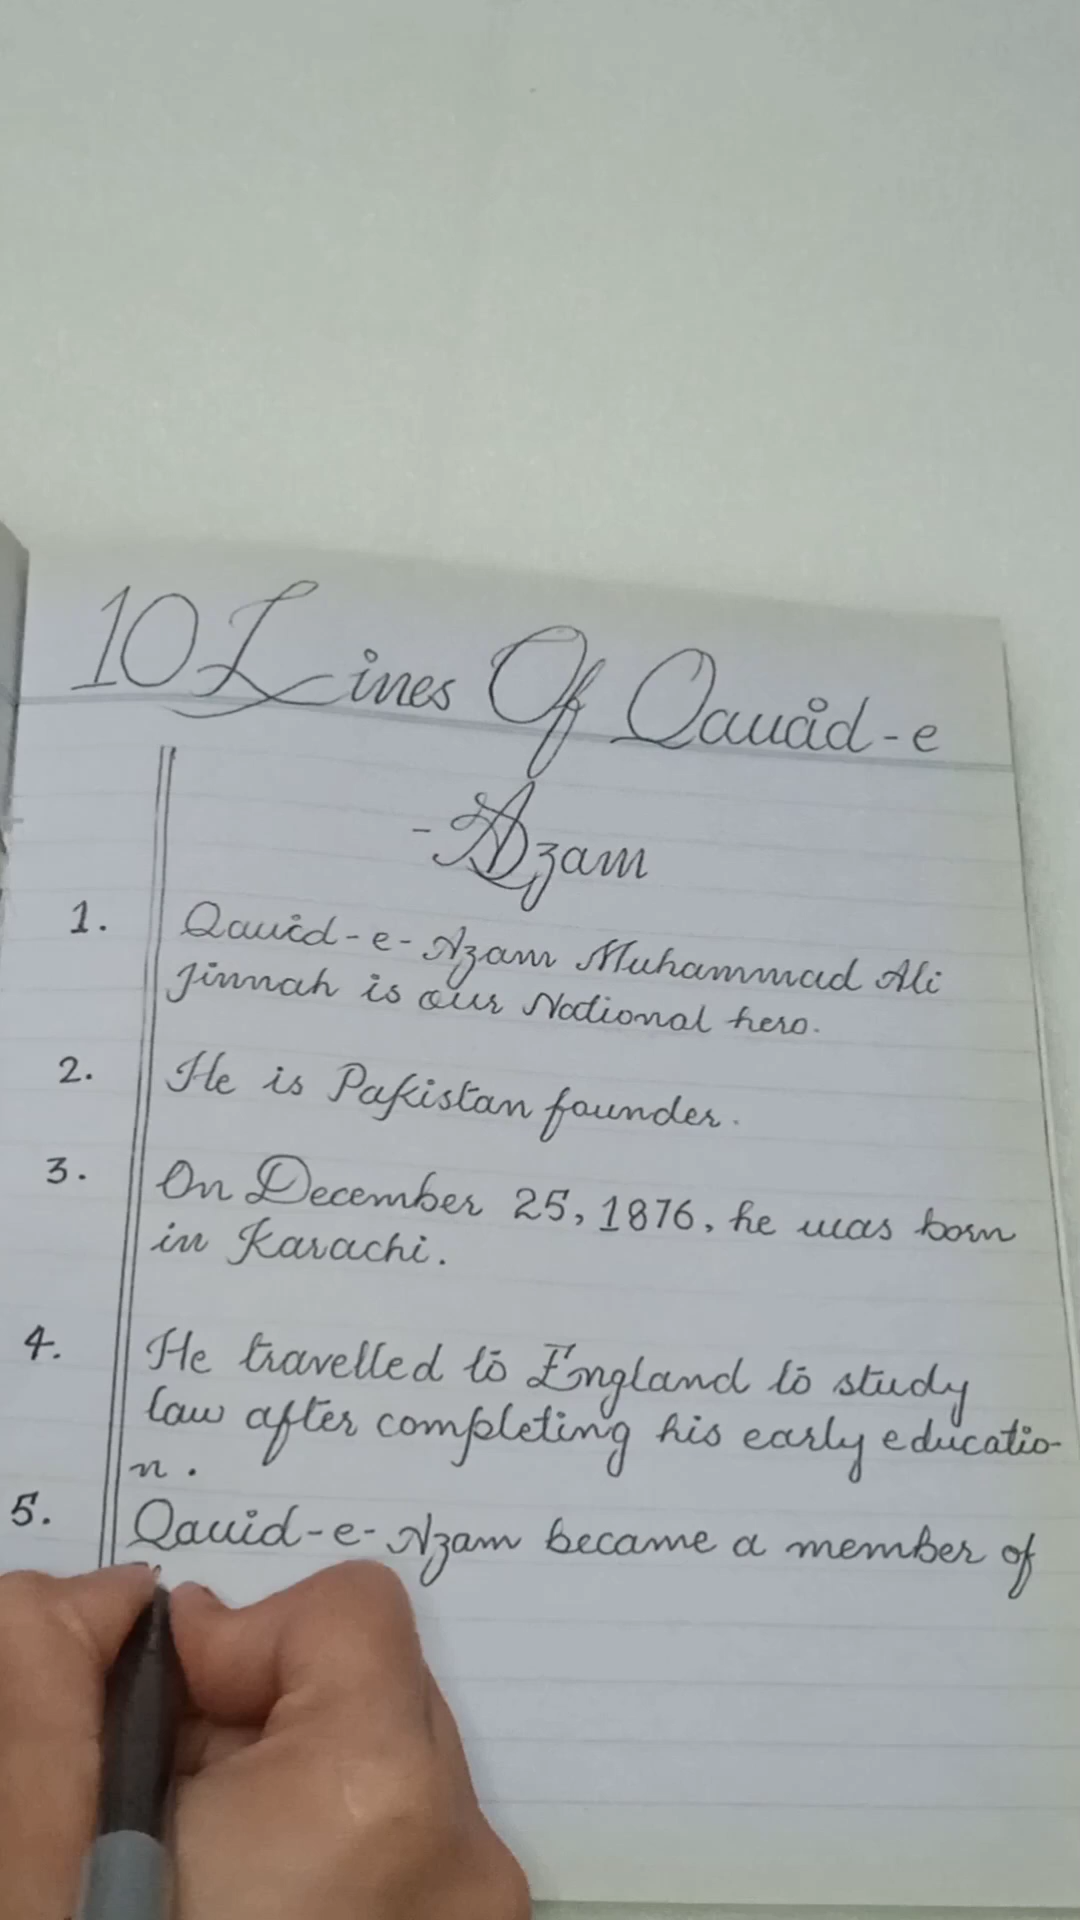 10 Lines Of Qauaid-e
-Azam
1. Qauid-e-Azam Muhammad Ali
Jinnah is our National hero.
2. He is Pakistan founder.
3. On December 25, 1876, he was born
in Karachi.
4. He travelled to England to study
law after completing his early educatio-
n.
5. Qauid-e-Azam became a member of